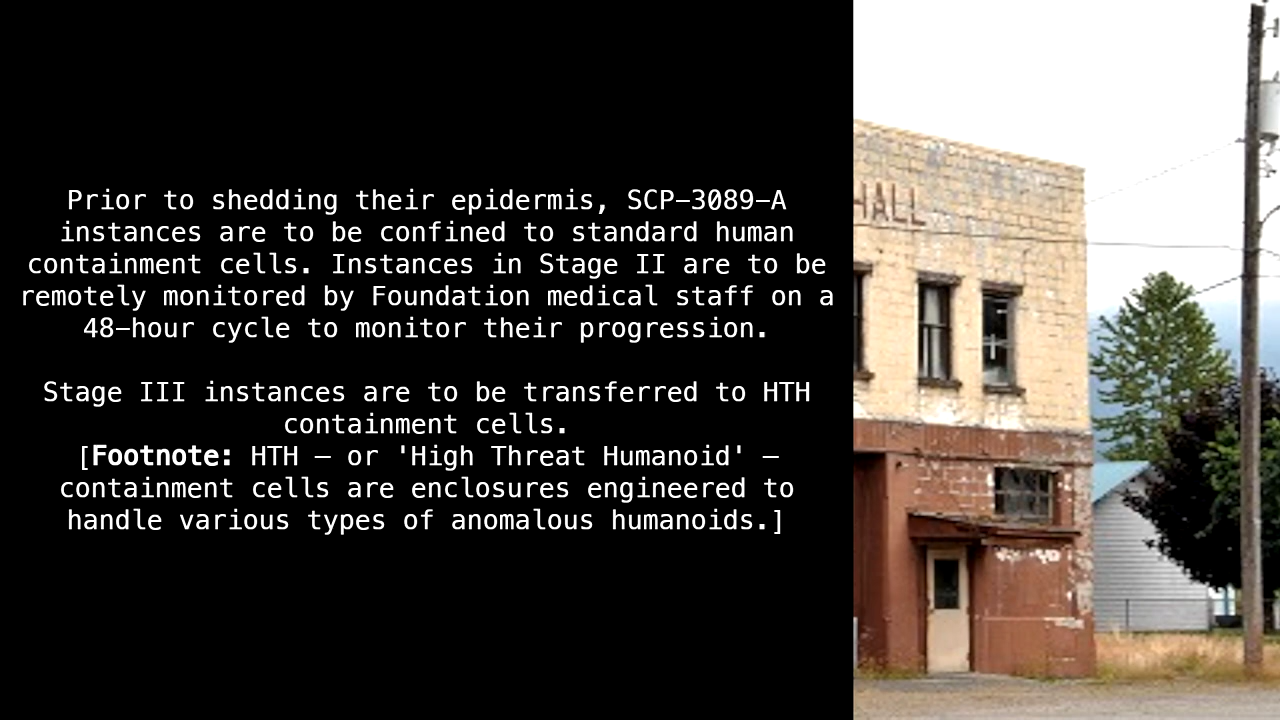 Prior to shedding their epidermis, SCP–3089–A
instances are to be confined to standard human
containment cells. Instances in Stage II are to be
remotely monitored by Foundation medical staff on a
48–hour cycle to monitor their progression.
Stage III instances are to be transferred to HTH
containment cells.
[Footnote: HTH – or 'High Threat Humanoid' –
containment cells are enclosures engineered to
handle various types of anomalous humanoids.]
HALL